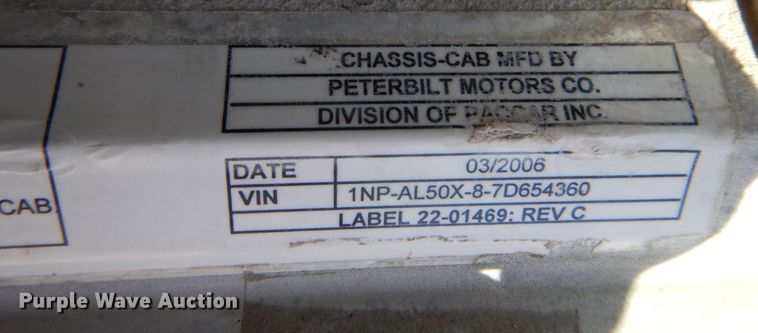 CHASSIS-CAB MFD BY
PETERBILT MOTORS CO.
DIVISION OF PACCAR INC.
DATE 03/2006
VIN 1NP-AL50X-8-7D654360
LABEL 22-01469: REV C
CAB.
Purple Wave Auction